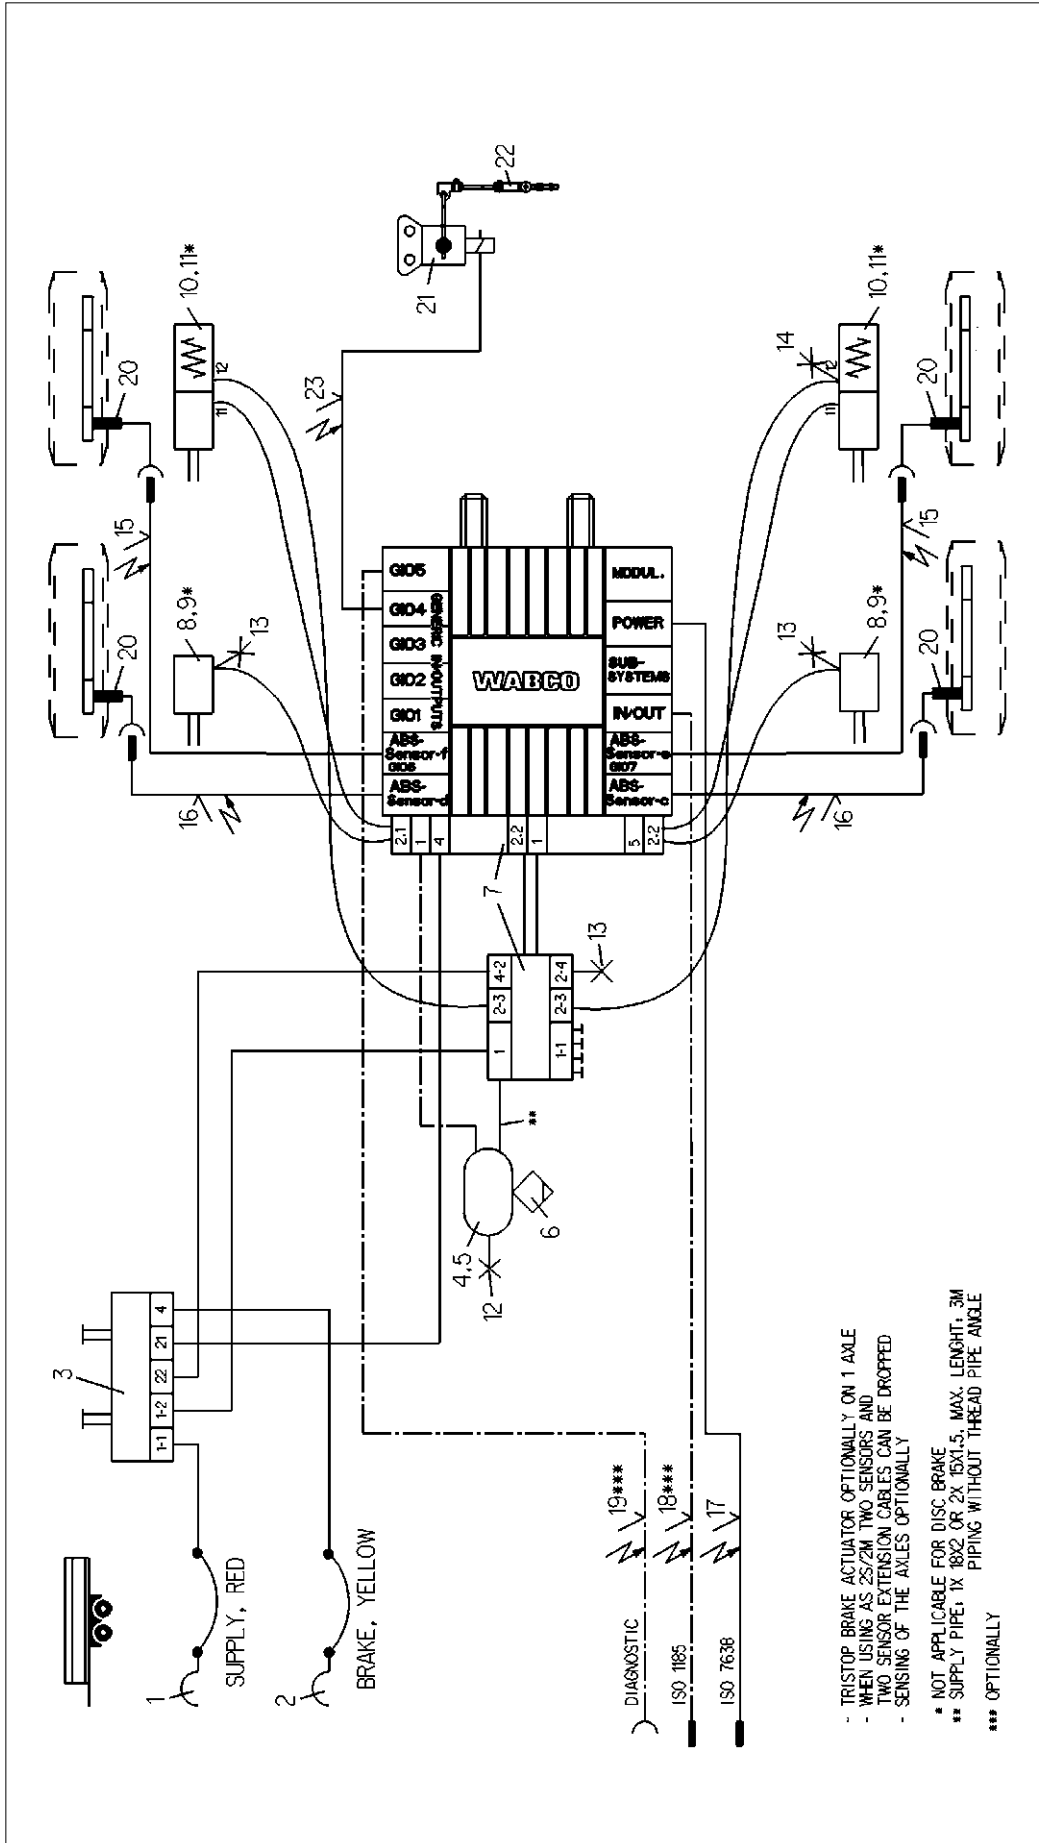 1
SUPPLY, RED
2
BRAKE, YELLOW
3
1-1
1-2
22
21
4
4,5
12
6
**
7
1
2-3
4-2
1-1
2-3
2-4
13
2.1
1
4
2.2
1
5
2-2
WABCO
ABS-
Sensor-d
ABS-
Sensor-f
GIO6
GIO1
GIO2
GIO3
GIO4
GIO5
GENERIC IN/OUTPUTS
ABS-
Sensor-c
ABS-
Sensor-e
GIO7
IN/OUT
SUB-
SYSTEMS
POWER
MODUL.
16
20
15
20
8,9*
13
10,11*
11
12
23
21
22
16
20
15
20
8,9*
13
10,11*
11
12
14
DIAGNOSTIC
19***
ISO 1185
18***
ISO 7638
17
- TRISTOP BRAKE ACTUATOR OPTIONALLY ON 1 AXLE
- WHEN USING AS 2S/2M TWO SENSORS AND
TWO SENSOR EXTENSION CABLES CAN BE DROPPED
- SENSING OF THE AXLES OPTIONALLY
* NOT APPLICABLE FOR DISC BRAKE
** SUPPLY PIPE: 1X 18X2 OR 2X 15X1.5, MAX. LENGHT: 3M
PIPING WITHOUT THREAD PIPE ANGLE
*** OPTIONALLY